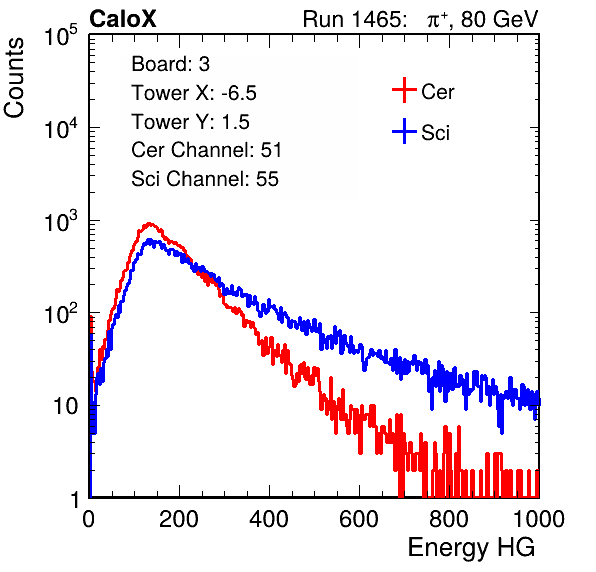 CaloX Run 1465: π⁺, 80 GeV
Counts
10⁵
10⁴
10³
10²
10
1
Board: 3
Tower X: -6.5
Tower Y: 1.5
Cer Channel: 51
Sci Channel: 55
Cer
Sci
0 200 400 600 800 1000
Energy HG